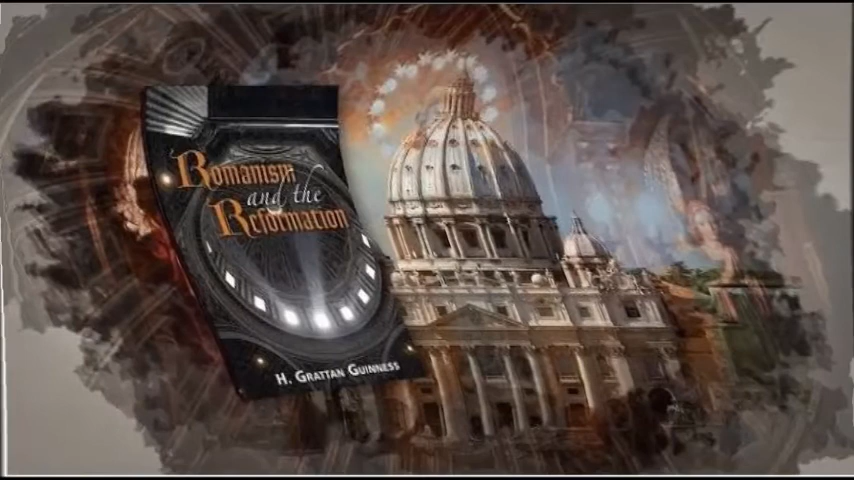 Romanism
and the
Reformation
H. Grattan Guinness